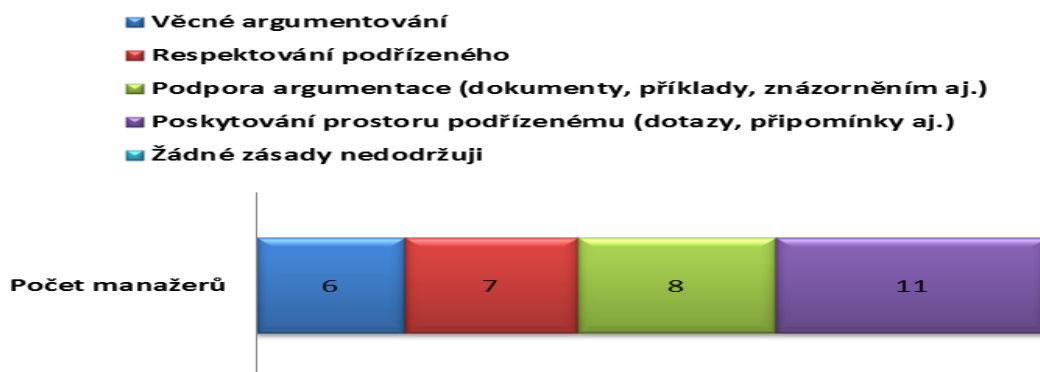 Věcné argumentování
Respektování podřízeného
Podpora argumentace (dokumenty, příklady, znázorněním aj.)
Poskytování prostoru podřízenému (dotazy, připomínky aj.)
Žádné zásady nedodržuji
Počet manažerů 6 7 8 11